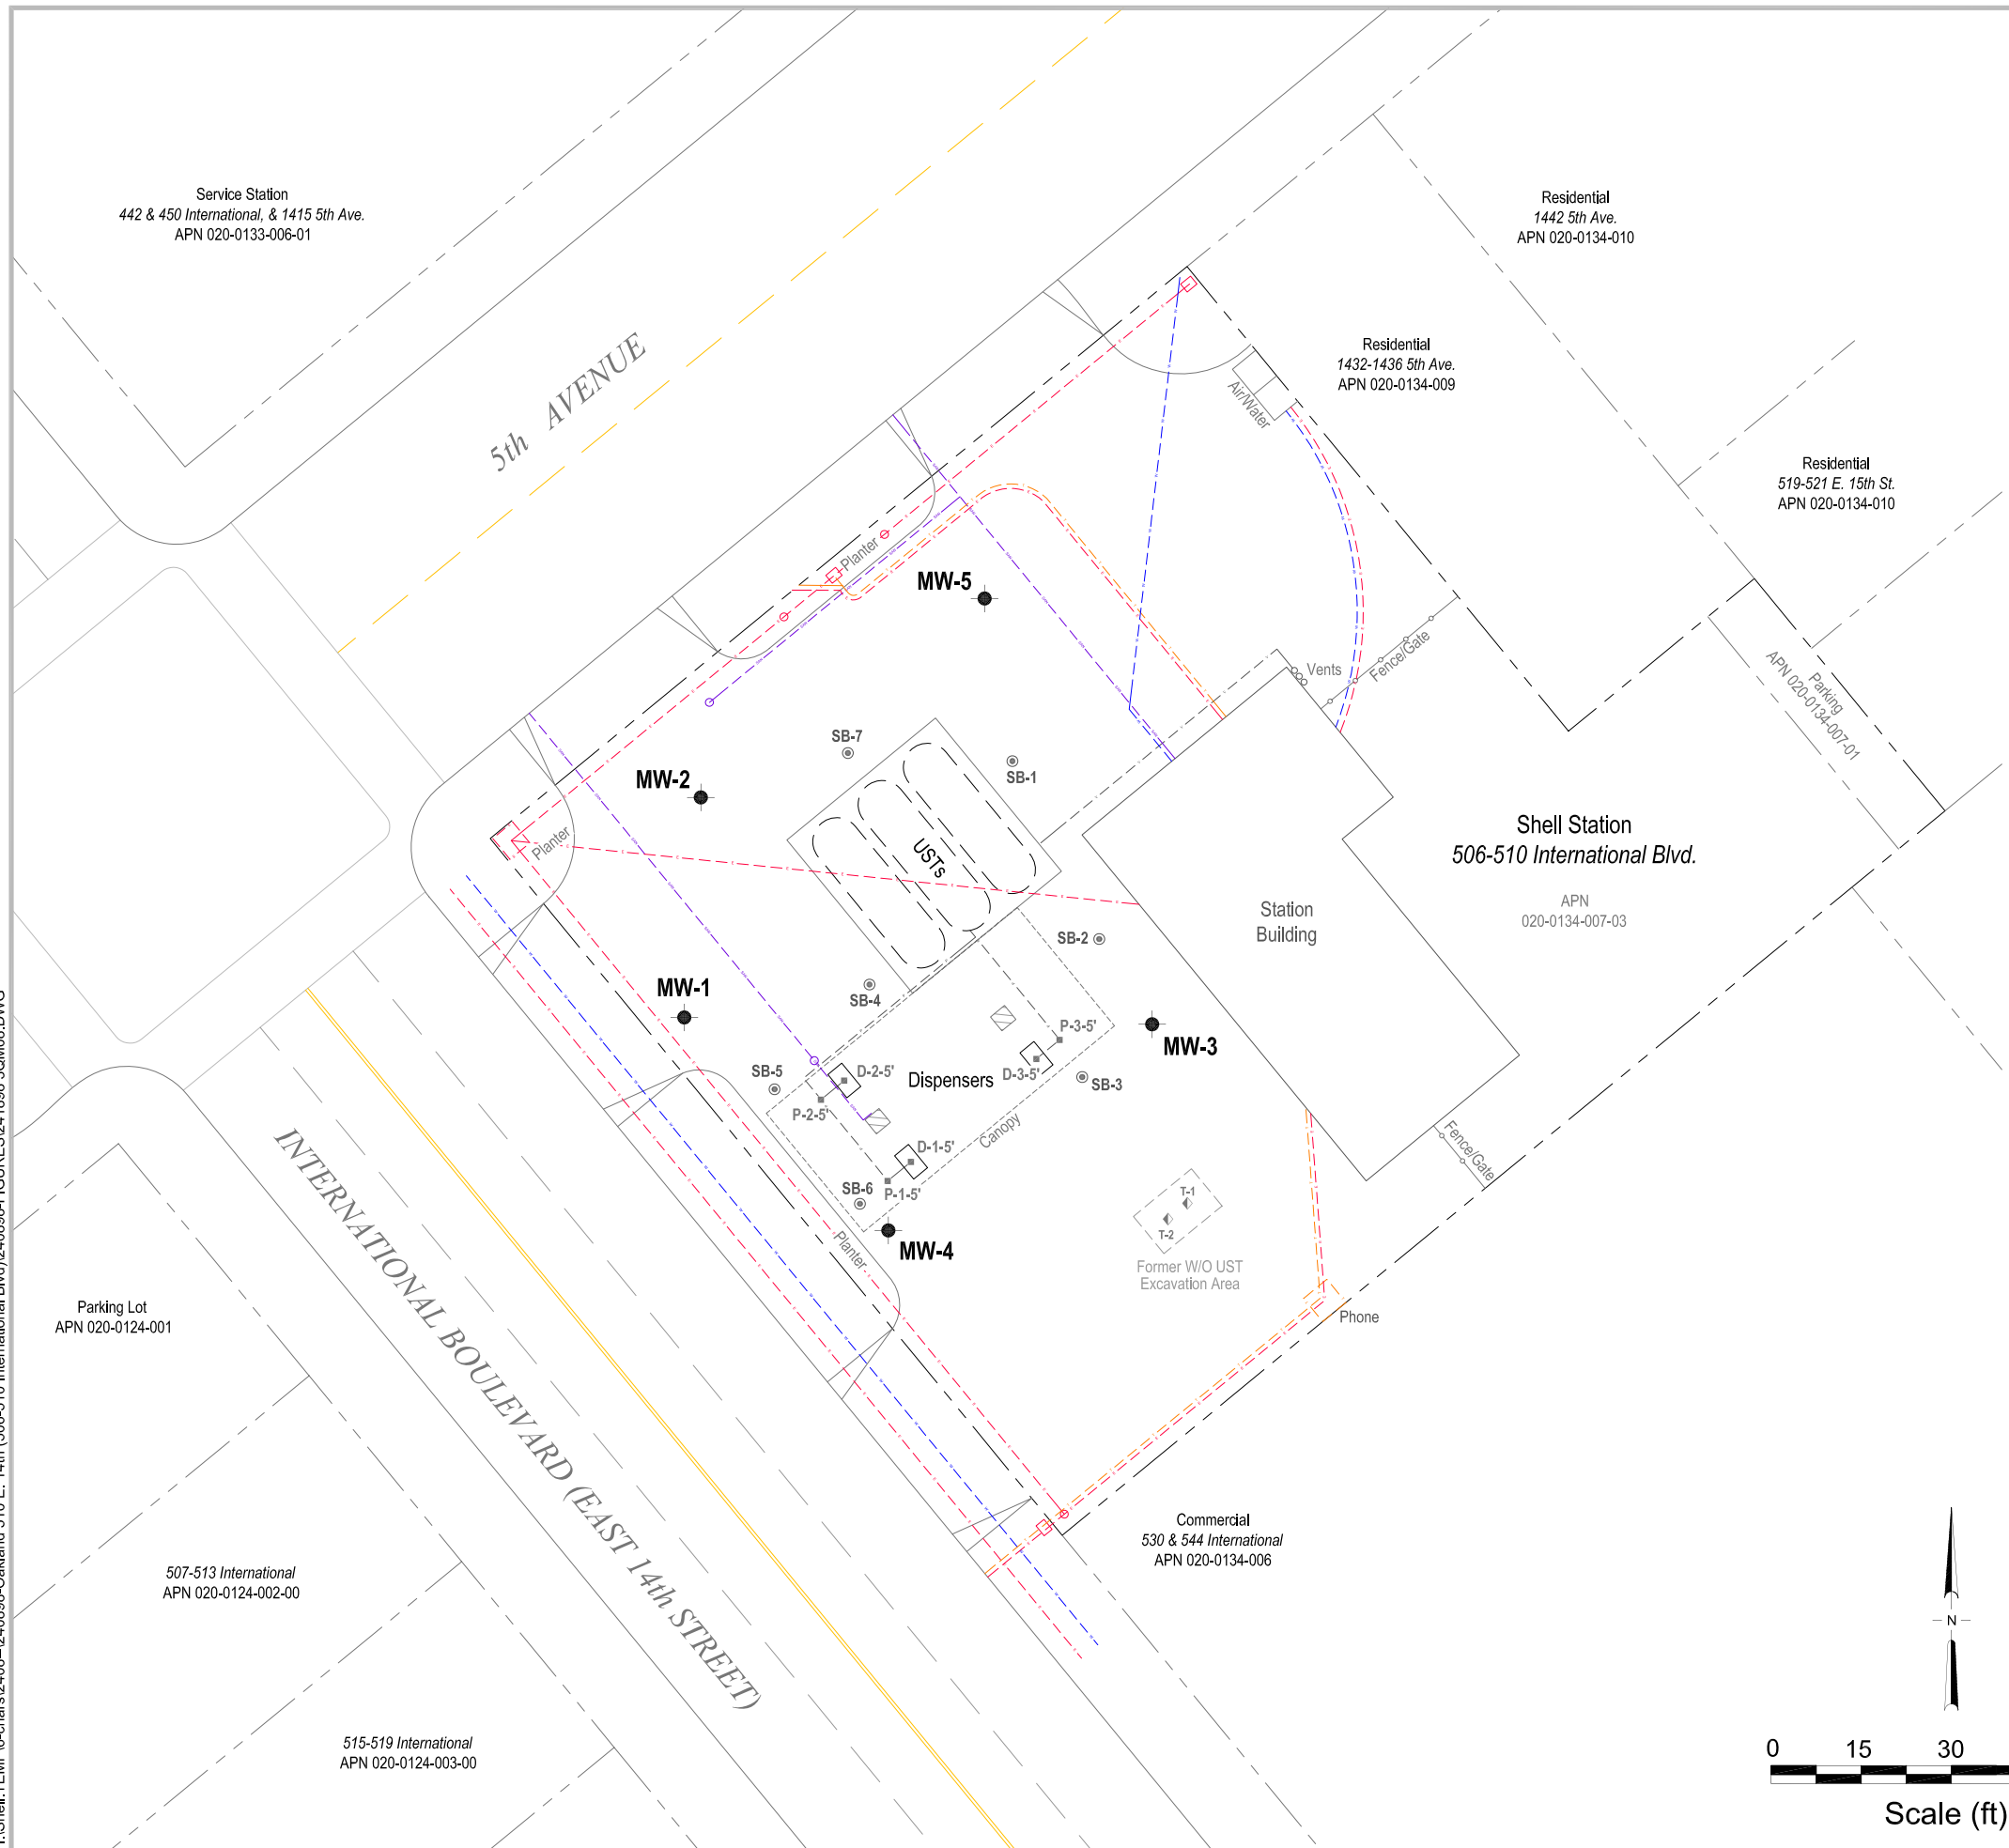 Service Station
442 & 450 International, & 1415 5th Ave.
APN 020-0133-006-01
Residential
1442 5th Ave.
APN 020-0134-010
5th AVENUE
Residential
1432-1436 5th Ave.
APN 020-0134-009
Air/Water
Residential
519-521 E. 15th St.
APN 020-0134-010
Planter
MW-5
Vents
Fence/Gate
Parking
APN 020-0134-007-01
SB-7
SB-1
MW-2
Planter
USTs
Shell Station
506-510 International Blvd.
APN
020-0134-007-03
Station
Building
SB-2
SB-4
MW-1
MW-3
P-3-5'
D-3-5'
SB-3
SB-5
D-2-5'
Dispensers
P-2-5'
Canopy
D-1-5'
P-1-5'
SB-6
MW-4
Planter
Fence/Gate
T-1
T-2
Former W/O UST
Excavation Area
Phone
INTERNATIONAL BOULEVARD (EAST 14th STREET)
Parking Lot
APN 020-0124-001
Commercial
530 & 544 International
APN 020-0134-006
507-513 International
APN 020-0124-002-00
515-519 International
APN 020-0124-003-00
N
0 15 30
Scale (ft)